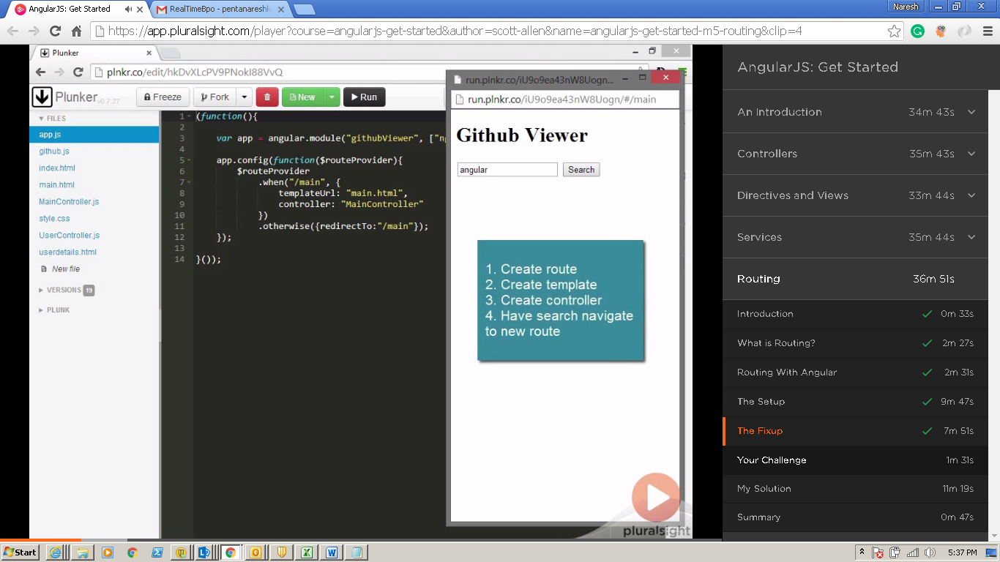 AngularJS: Get Started
RealTimeBpo - pentanareshk
Naresh
https://app.pluralsight.com/player?course=angularjs-get-started&author=scott-allen&name=angularjs-get-started-m5-routing&clip=4
Plunker
plnkr.co/edit/hkDvXLcPV9PNokI88VvQ
Plunker v0.7.27
Freeze
Fork
New
Run
FILES
app.js
github.js
index.html
main.html
MainController.js
style.css
UserController.js
userdetails.html
New file
VERSIONS 19
PLUNK
1 (function(){
2
3 var app = angular.module("githubViewer", ["n
4
5 app.config(function($routeProvider){
6 $routeProvider
7 .when("/main", {
8 templateUrl: "main.html",
9 controller: "MainController"
10 })
11 .otherwise({redirectTo:"/main"});
12 });
13
14 }());
run.plnkr.co/iU9o9ea43nW8Uogn...
run.plnkr.co/iU9o9ea43nW8Uogn/#/main
Github Viewer
angular
Search
1. Create route
2. Create template
3. Create controller
4. Have search navigate
to new route
pluralsight
AngularJS: Get Started
An Introduction 34m 43s
Controllers 35m 43s
Directives and Views 33m 44s
Services 35m 44s
Routing 36m 51s
Introduction 0m 33s
What is Routing? 2m 27s
Routing With Angular 2m 31s
The Setup 9m 47s
The Fixup 7m 51s
Your Challenge 1m 31s
My Solution 11m 19s
Summary 0m 47s
Start
5:37 PM